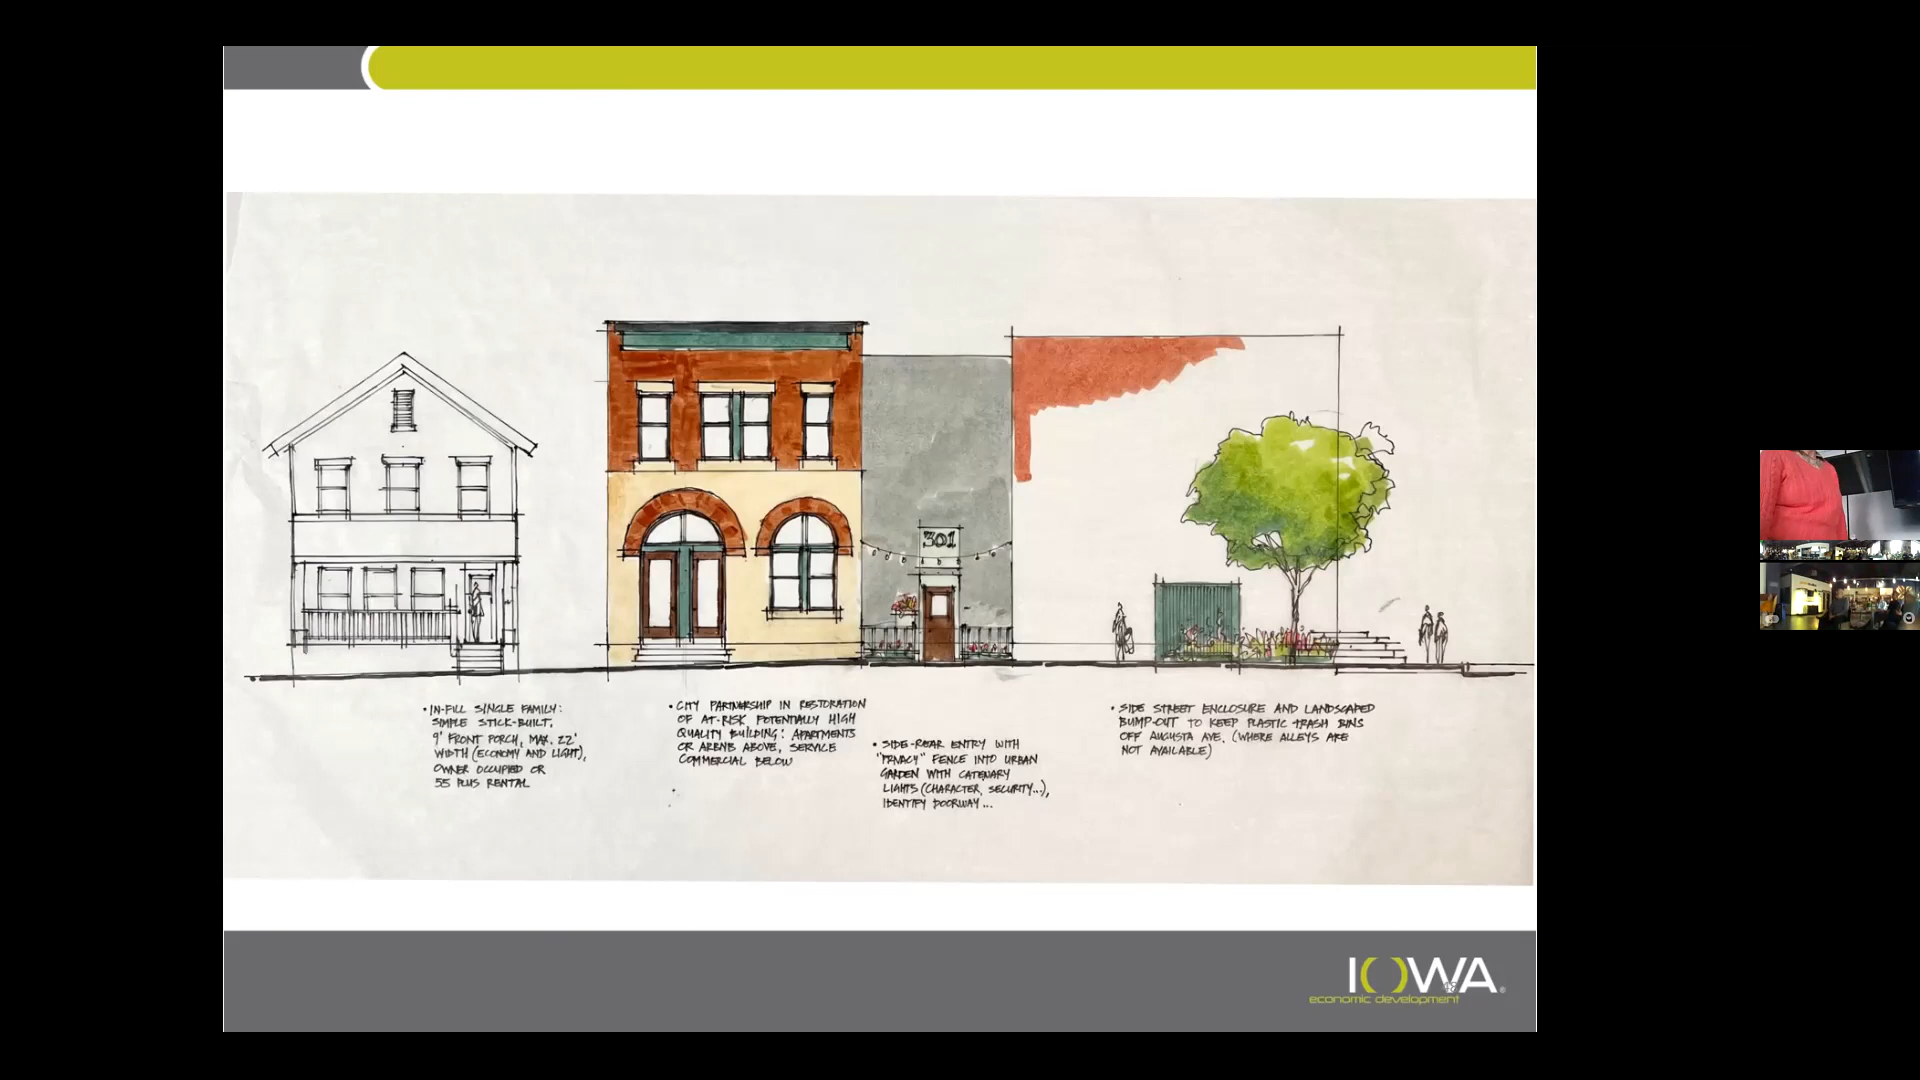 301
• IN-FILL SINGLE FAMILY:
SIMPLE STICK-BUILT,
9' FRONT PORCH, MAX. 22'
WIDTH (ECONOMY AND LIGHT),
OWNER OCCUPIED OR
55 PLUS RENTAL
• CITY PARTNERSHIP IN RESTORATION
OF AT-RISK POTENTIALLY HIGH
QUALITY BUILDING: APARTMENTS
OR AIRBNB ABOVE, SERVICE
COMMERCIAL BELOW
• SIDE-REAR ENTRY WITH
"PRIVACY" FENCE INTO URBAN
GARDEN WITH CATENARY
LIGHTS (CHARACTER, SECURITY...),
IDENTIFY DOORWAY...
• SIDE STREET ENCLOSURE AND LANDSCAPED
BUMP-OUT TO KEEP PLASTIC TRASH BINS
OFF AUGUSTA AVE. (WHERE ALLEYS ARE
NOT AVAILABLE)
IOWA®
economic development